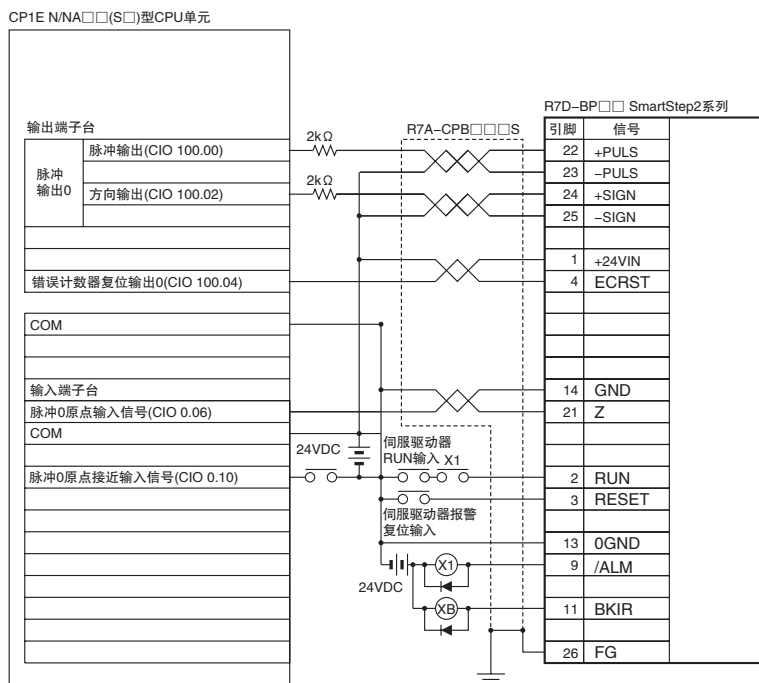 CP1E N/NA□□(S□)型CPU单元
R7D-BP□□ SmartStep2系列
输出端子台
2kΩ
R7A-CPB□□□S
引脚 信号
脉冲输出0
脉冲输出(CIO 100.00)
22 +PULS
23 -PULS
2kΩ
方向输出(CIO 100.02)
24 +SIGN
25 -SIGN
1 +24VIN
错误计数器复位输出0(CIO 100.04)
4 ECRST
COM
输入端子台
14 GND
脉冲0原点输入信号(CIO 0.06)
21 Z
COM
24VDC
伺服驱动器
RUN输入 X1
脉冲0原点接近输入信号(CIO 0.10)
2 RUN
3 RESET
伺服驱动器报警
复位输入
13 0GND
X1
9 /ALM
24VDC
XB
11 BKIR
26 FG